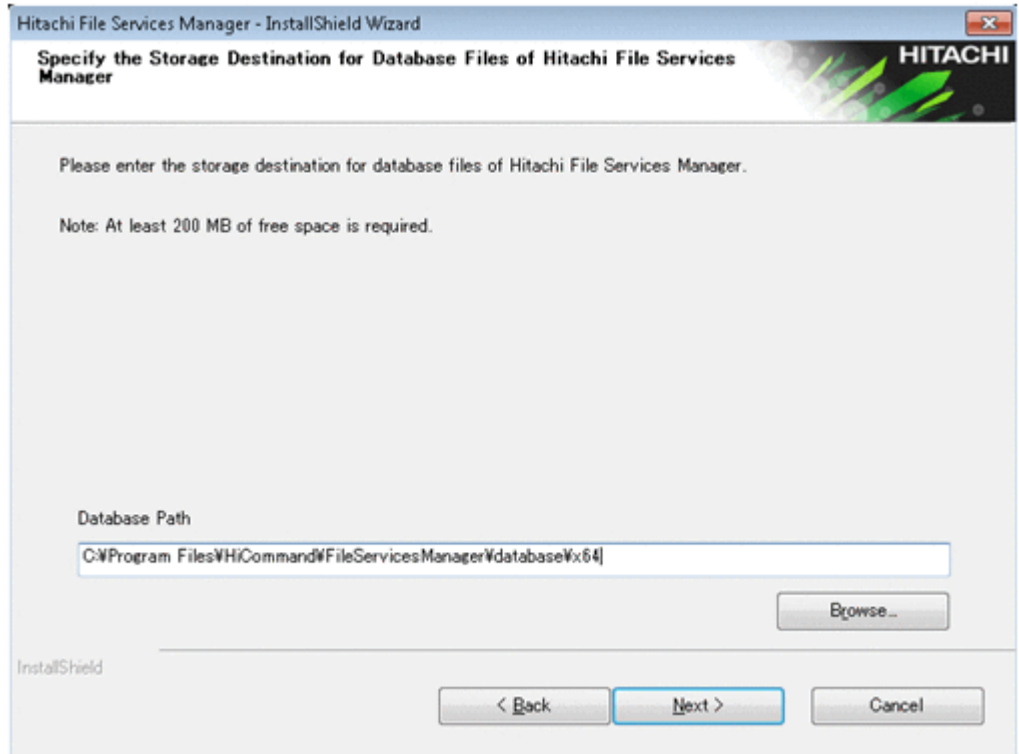 Hitachi File Services Manager - InstallShield Wizard
Specify the Storage Destination for Database Files of Hitachi File Services
Manager
HITACHI
Please enter the storage destination for database files of Hitachi File Services Manager.
Note: At least 200 MB of free space is required.
Database Path
C:¥Program Files¥HiCommand¥FileServicesManager¥database¥x64
Browse...
InstallShield
< Back
Next >
Cancel